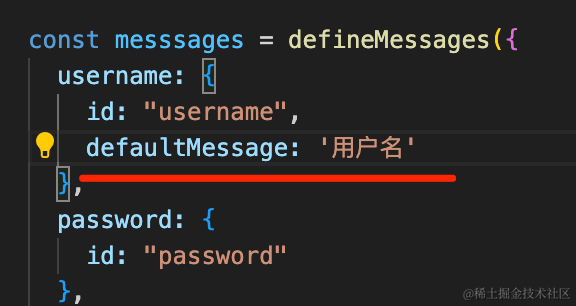 const messsages = defineMessages({
username: {
id: "username",
defaultMessage: '用户名'
},
password: {
id: "password"
},
@稀土掘金技术社区